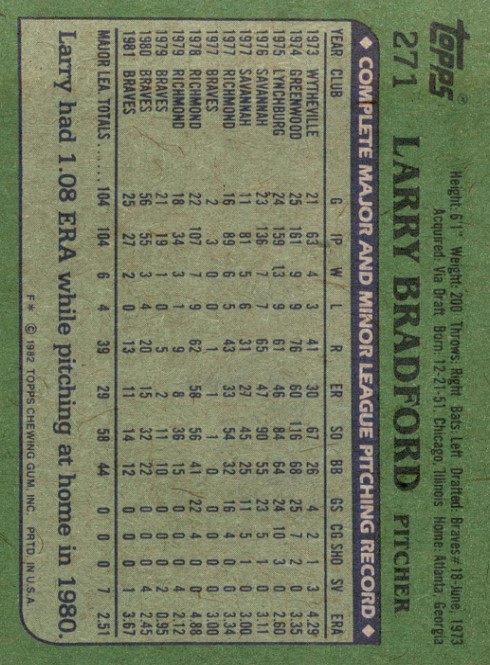 topps®
271 LARRY BRADFORD PITCHER
Height: 6'1" Weight: 200 Throws: Right Bats: Left Drafted: Braves #18-June, 1973
Acquired: Via Draft Born: 12-21-51, Chicago, Illinois Home: Atlanta, Georgia
◆ COMPLETE MAJOR AND MINOR LEAGUE PITCHING RECORD ◆
YEAR CLUB G IP W L R ER SO BB GS CG SHO SV ERA
1973 WYTHEVILLE 21 63 4 3 41 30 67 26 4 2 1 3 4.29
1974 GREENWOOD 25 161 9 9 76 60 116 68 25 7 2 0 3.35
1975 LYNCHBURG 24 159 13 9 61 46 84 64 24 10 3 0 2.60
1976 SAVANNAH 23 136 7 7 65 47 90 55 23 5 1 0 3.11
1977 SAVANNAH 11 81 5 6 31 27 45 25 11 5 1 0 3.00
1977 RICHMOND 16 89 6 5 43 33 54 32 16 4 0 0 3.34
1977 BRAVES 2 3 0 0 1 1 1 0 0 0 0 0 3.00
1978 RICHMOND 22 107 7 9 62 58 56 41 22 4 0 0 4.88
1979 RICHMOND 18 34 3 1 9 8 36 15 0 0 0 4 2.12
1979 BRAVES 21 19 1 0 5 2 11 10 0 0 0 2 0.95
1980 BRAVES 56 55 3 4 20 15 32 22 0 0 0 4 2.45
1981 BRAVES 25 27 2 0 13 11 14 12 0 0 0 1 3.67
MAJOR LEA. TOTALS ...... 104 104 6 4 39 29 58 44 0 0 0 7 2.51
Larry had 1.08 ERA while pitching at home in 1980.
F* © 1982 TOPPS CHEWING GUM, INC. PRTD. IN U.S.A.